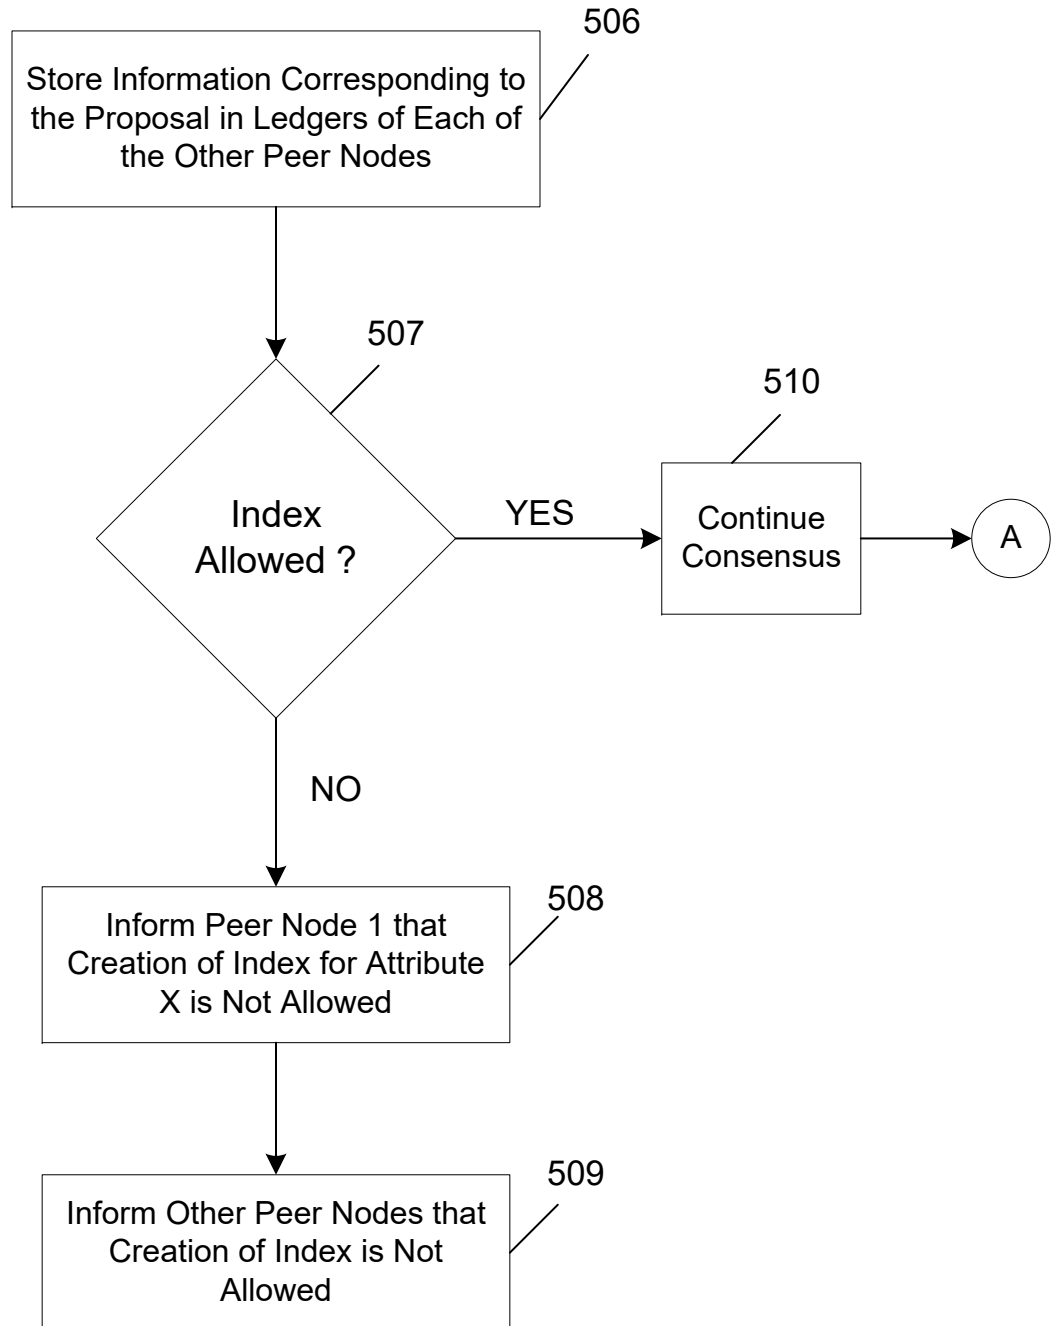 506
Store Information Corresponding to
the Proposal in Ledgers of Each of
the Other Peer Nodes
507
510
Index
Allowed ?
YES
Continue
Consensus
A
NO
508
Inform Peer Node 1 that
Creation of Index for Attribute
X is Not Allowed
509
Inform Other Peer Nodes that
Creation of Index is Not
Allowed